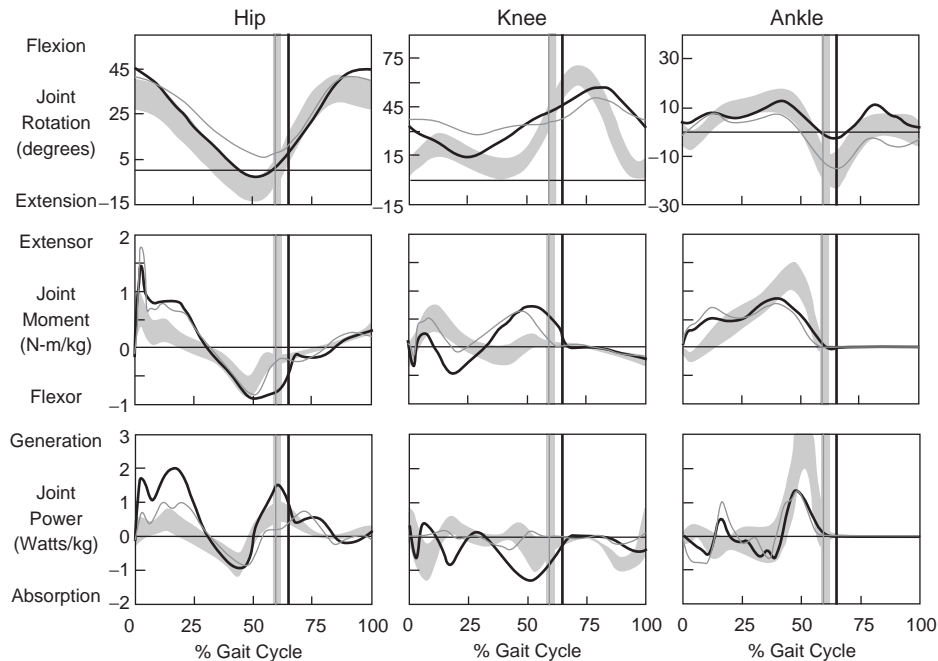 Hip Knee Ankle
Flexion
Joint
Rotation
(degrees)
Extension
45
25
5
−15
75
45
15
−15
30
10
−10
−30
Extensor
Joint
Moment
(N-m/kg)
Flexor
2
1
0
−1
Generation
Joint
Power
(Watts/kg)
Absorption
3
2
1
0
−1
−2
0 25 50 75 100
0 25 50 75 100
0 25 50 75 100
% Gait Cycle % Gait Cycle % Gait Cycle